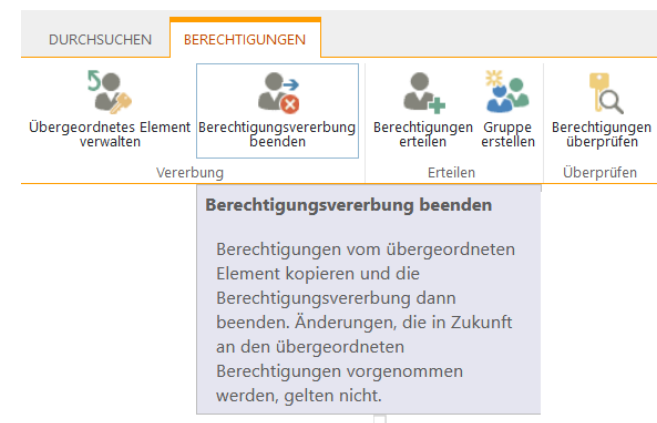 DURCHSUCHEN BERECHTIGUNGEN
Übergeordnetes Element verwalten
Berechtigungsvererbung beenden
Berechtigungen erteilen
Gruppe erstellen
Berechtigungen überprüfen
Vererbung Erteilen Überprüfen
Berechtigungsvererbung beenden
Berechtigungen vom übergeordneten
Element kopieren und die
Berechtigungsvererbung dann
beenden. Änderungen, die in Zukunft
an den übergeordneten
Berechtigungen vorgenommen
werden, gelten nicht.